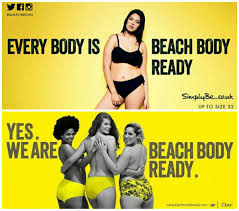 EVERY BODY IS BEACH BODY
READY
SimplyBe.co.uk
UP TO SIZE 32
YES.
WE ARE BEACH BODY
READY.
Dove